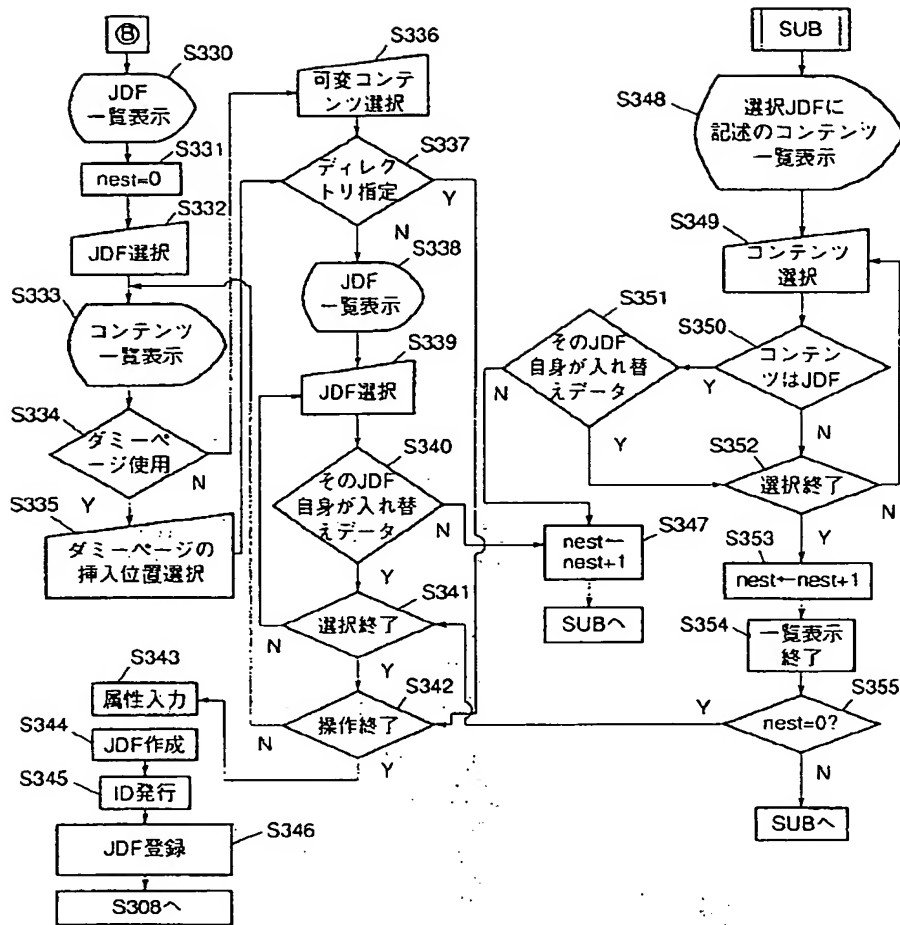 B
S330
JDF
一覧表示
S331
nest=0
S332
JDF選択
S333
コンテンツ
一覧表示
S334
ダミーペ
ージ使用
N
Y
S335
ダミーページの
挿入位置選択
S336
可変コンテ
ンツ選択
S337
ディレク
トリ指定
Y
N
S338
JDF
一覧表示
S339
JDF選択
S340
そのJDF
自身が入れ替
えデータ
N
Y
S341
選択終了
N
Y
S342
操作終了
N
Y
S343
属性入力
S344
JDF作成
S345
ID発行
S346
JDF登録
S308へ
S347
nest←
nest+1
SUBへ
SUB
S348
選択JDFに
記述のコンテンツ
一覧表示
S349
コンテンツ
選択
S350
コンテン
ツはJDF
Y
N
S351
そのJDF
自身が入れ替
えデータ
N
Y
S352
選択終了
N
Y
S353
nest←nest+1
S354
一覧表示
終了
S355
nest=0?
Y
N
SUBへ